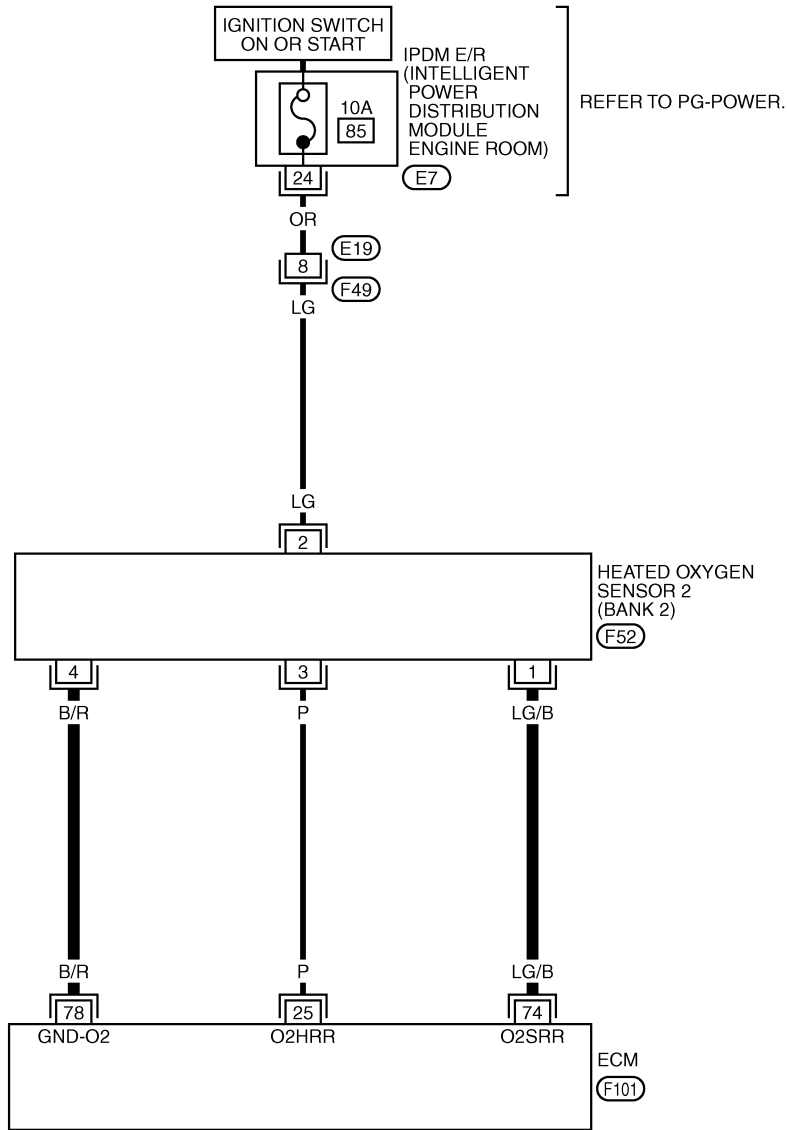 IGNITION SWITCH
ON OR START
IPDM E/R
(INTELLIGENT
POWER
DISTRIBUTION
MODULE
ENGINE ROOM)
REFER TO PG-POWER.
10A
85
24
E7
OR
E19
8
F49
LG
LG
2
HEATED OXYGEN
SENSOR 2
(BANK 2)
F52
4
3
1
B/R
P
LG/B
B/R
P
LG/B
78
25
74
GND-O2
O2HRR
O2SRR
ECM
F101